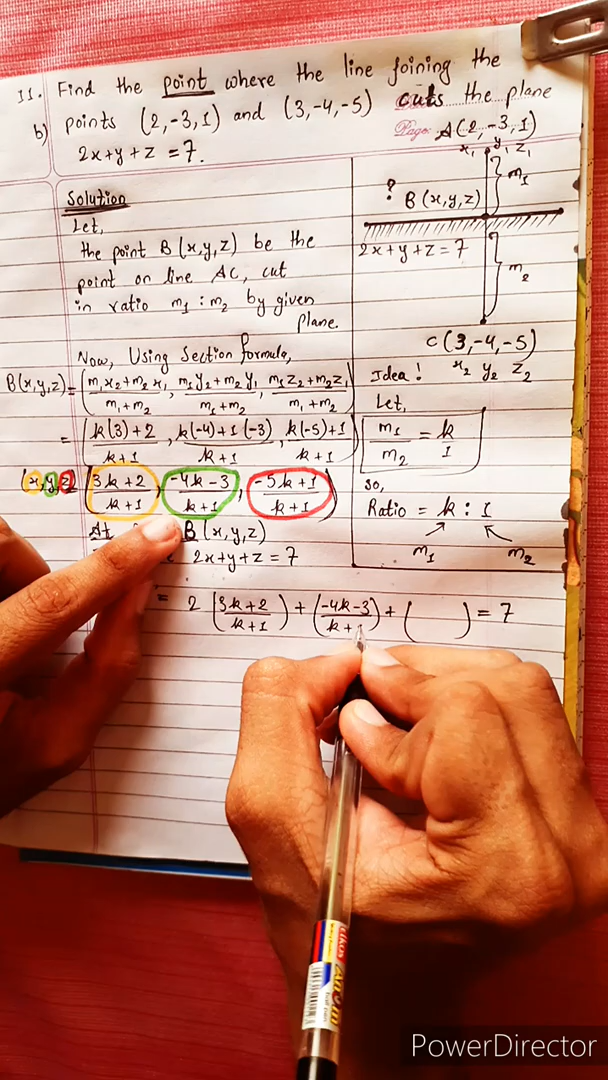 11. Find the point where the line joining the
b) points (2,-3,1) and (3,-4,-5) cuts the plane
2x+y+z=7.
Page: A(2,-3,1)
x₁ y₁ z₁
m₁
? B(x,y,z)
2x+y+z=7
m₂
C(3,-4,-5)
x₂ y₂ z₂
Solution
Let,
the point B(x,y,z) be the
point on line AC, cut
in ratio m₁:m₂ by given
plane.
Now, Using Section formula,
B(x,y,z)=(m₁x₂+m₂x₁/m₁+m₂, m₁y₂+m₂y₁/m₁+m₂, m₁z₂+m₂z₁/m₁+m₂)
= (k(3)+2/k+1, k(-4)+1(-3)/k+1, k(-5)+1/k+1)
(x,y,z) (3k+2/k+1, -4k-3/k+1, -5k+1/k+1)
At B(x,y,z)
2x+y+z=7
= 2(3k+2/k+1)+(-4k-3/k+1)+( )=7
Idea!
Let,
m₁/m₂ = k/1
so,
Ratio = k:1
m₁ m₂
PowerDirector